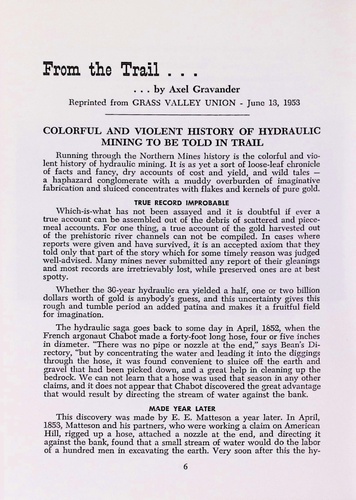 From the Trail . . .
. . . by Axel Gravander
Reprinted from GRASS VALLEY UNION - June 13, 1953
COLORFUL AND VIOLENT HISTORY OF HYDRAULIC
MINING TO BE TOLD IN TRAIL
Running through the Northern Mines history is the colorful and vio-
lent history of hydraulic mining. It is as yet a sort of loose-leaf chronicle
of facts and fancy, dry accounts of cost and yield, and wild tales —
a haphazard conglomerate with a muddy overburden of imaginative
fabrication and sluiced concentrates with flakes and kernels of pure gold.
TRUE RECORD IMPROBABLE
Which-is-what has not been assayed and it is doubtful if ever a
true account can be assembled out of the debris of scattered and piece-
meal accounts. For one thing, a true account of the gold harvested out
of the prehistoric river channels can not be compiled. In cases where
reports were given and have survived, it is an accepted axiom that they
told only that part of the story which for some timely reason was judged
well-advised. Many mines never submitted any report of their gleanings
and most records are irretrievably lost, while preserved ones are at best
spotty.
Whether the 30-year hydraulic era yielded a half, one or two billion
dollars worth of gold is anybody's guess, and this uncertainty gives this
rough and tumble period an added patina and makes it a fruitful field
for imagination.
The hydraulic saga goes back to some day in April, 1852, when the
French argonaut Chabot made a forty-foot long hose, four or five inches
in diameter. "There was no pipe or nozzle at the end," says Bean's Di-
rectory, "but by concentrating the water and leading it into the diggings
through the hose, it was found convenient to sluice off the earth and
gravel that had been picked down, and a great help in cleaning up the
bedrock. We can not learn that a hose was used that season in any other
claims, and it does not appear that Chabot discovered the great advantage
that would result by directing the stream of water against the bank.
MADE YEAR LATER
This discovery was made by E. E. Matteson a year later. In April,
1853, Matteson and his partners, who were working a claim on American
Hill, rigged up a hose, attached a nozzle at the end, and directing it
against the bank, found that a small stream of water would do the labor
of a hundred men in excavating the earth. Very soon after this the hy-
6